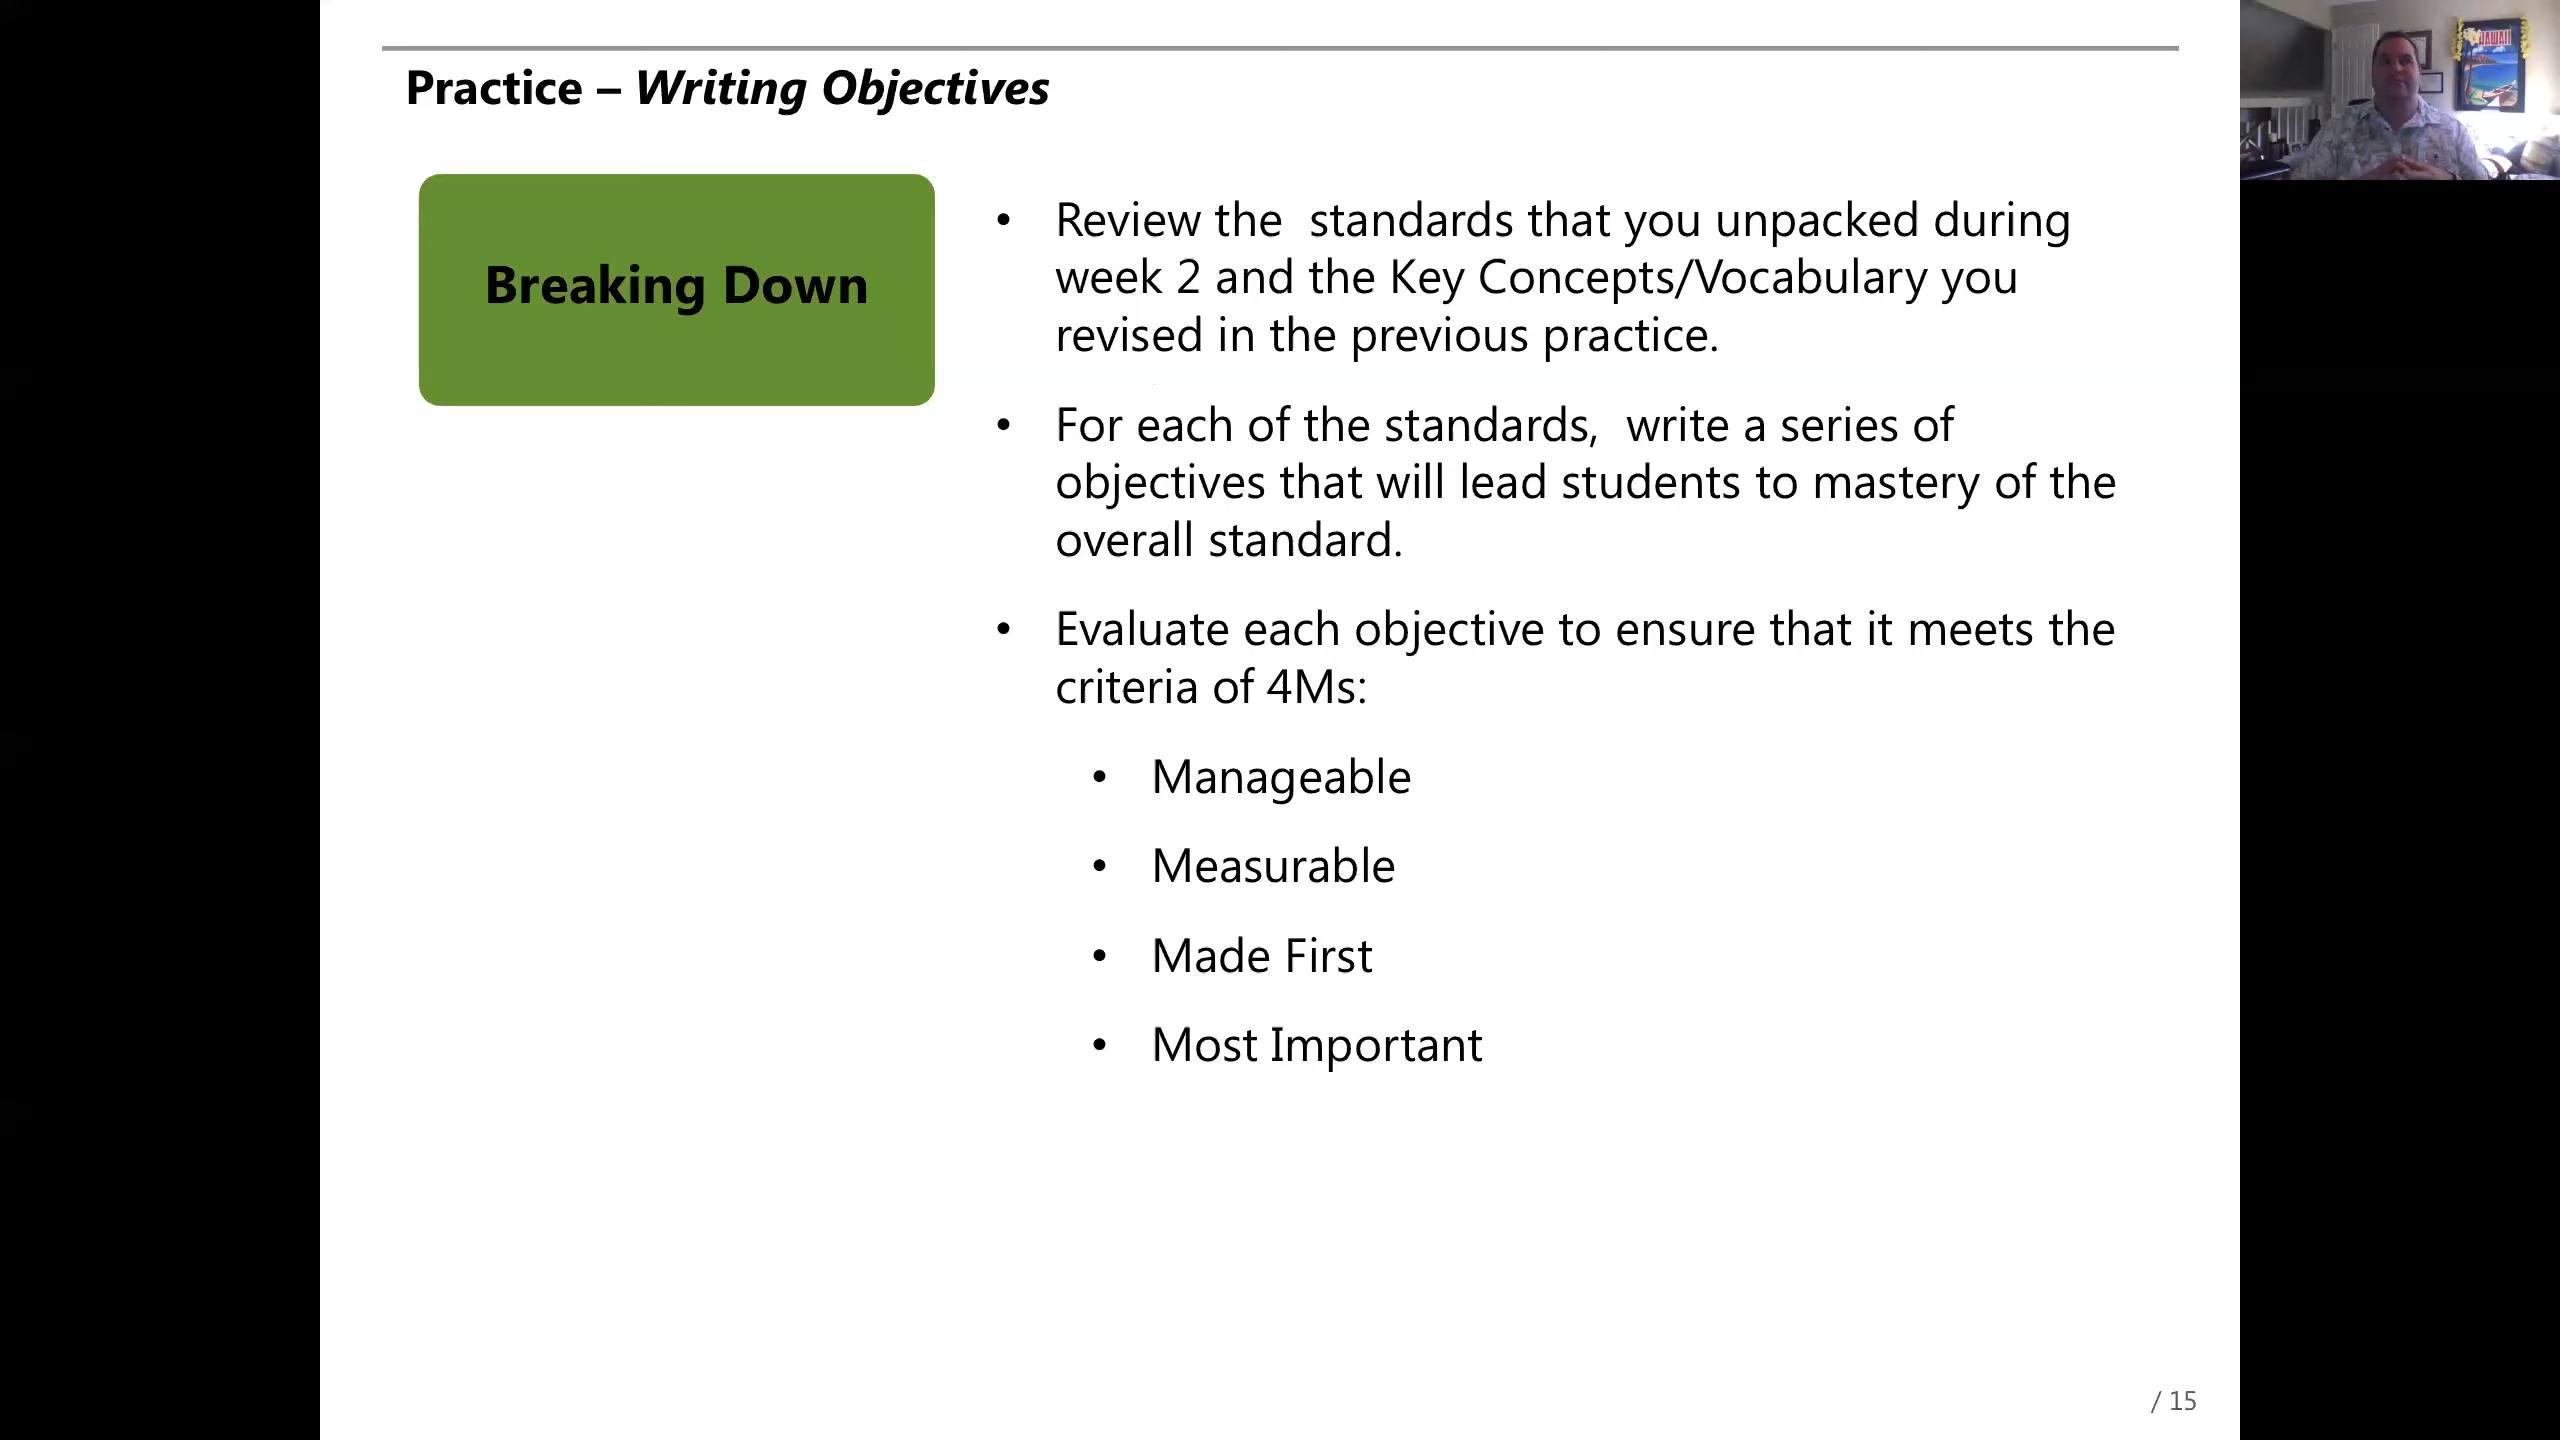 Practice – Writing Objectives
Breaking Down
• Review the  standards that you unpacked during
week 2 and the Key Concepts/Vocabulary you
revised in the previous practice.
• For each of the standards,  write a series of
objectives that will lead students to mastery of the
overall standard.
• Evaluate each objective to ensure that it meets the
criteria of 4Ms:
• Manageable
• Measurable
• Made First
• Most Important
/ 15
HAWAII